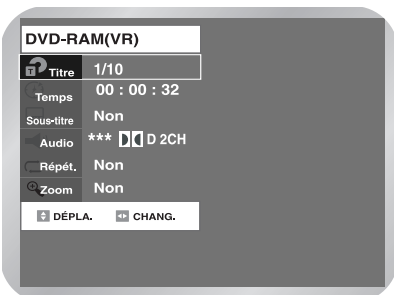 DVD-RAM(VR)
Titre 1/10
Temps 00 : 00 : 32
Sous-titre Non
Audio *** D 2CH
Répét. Non
Zoom Non
DÉPLA. CHANG.